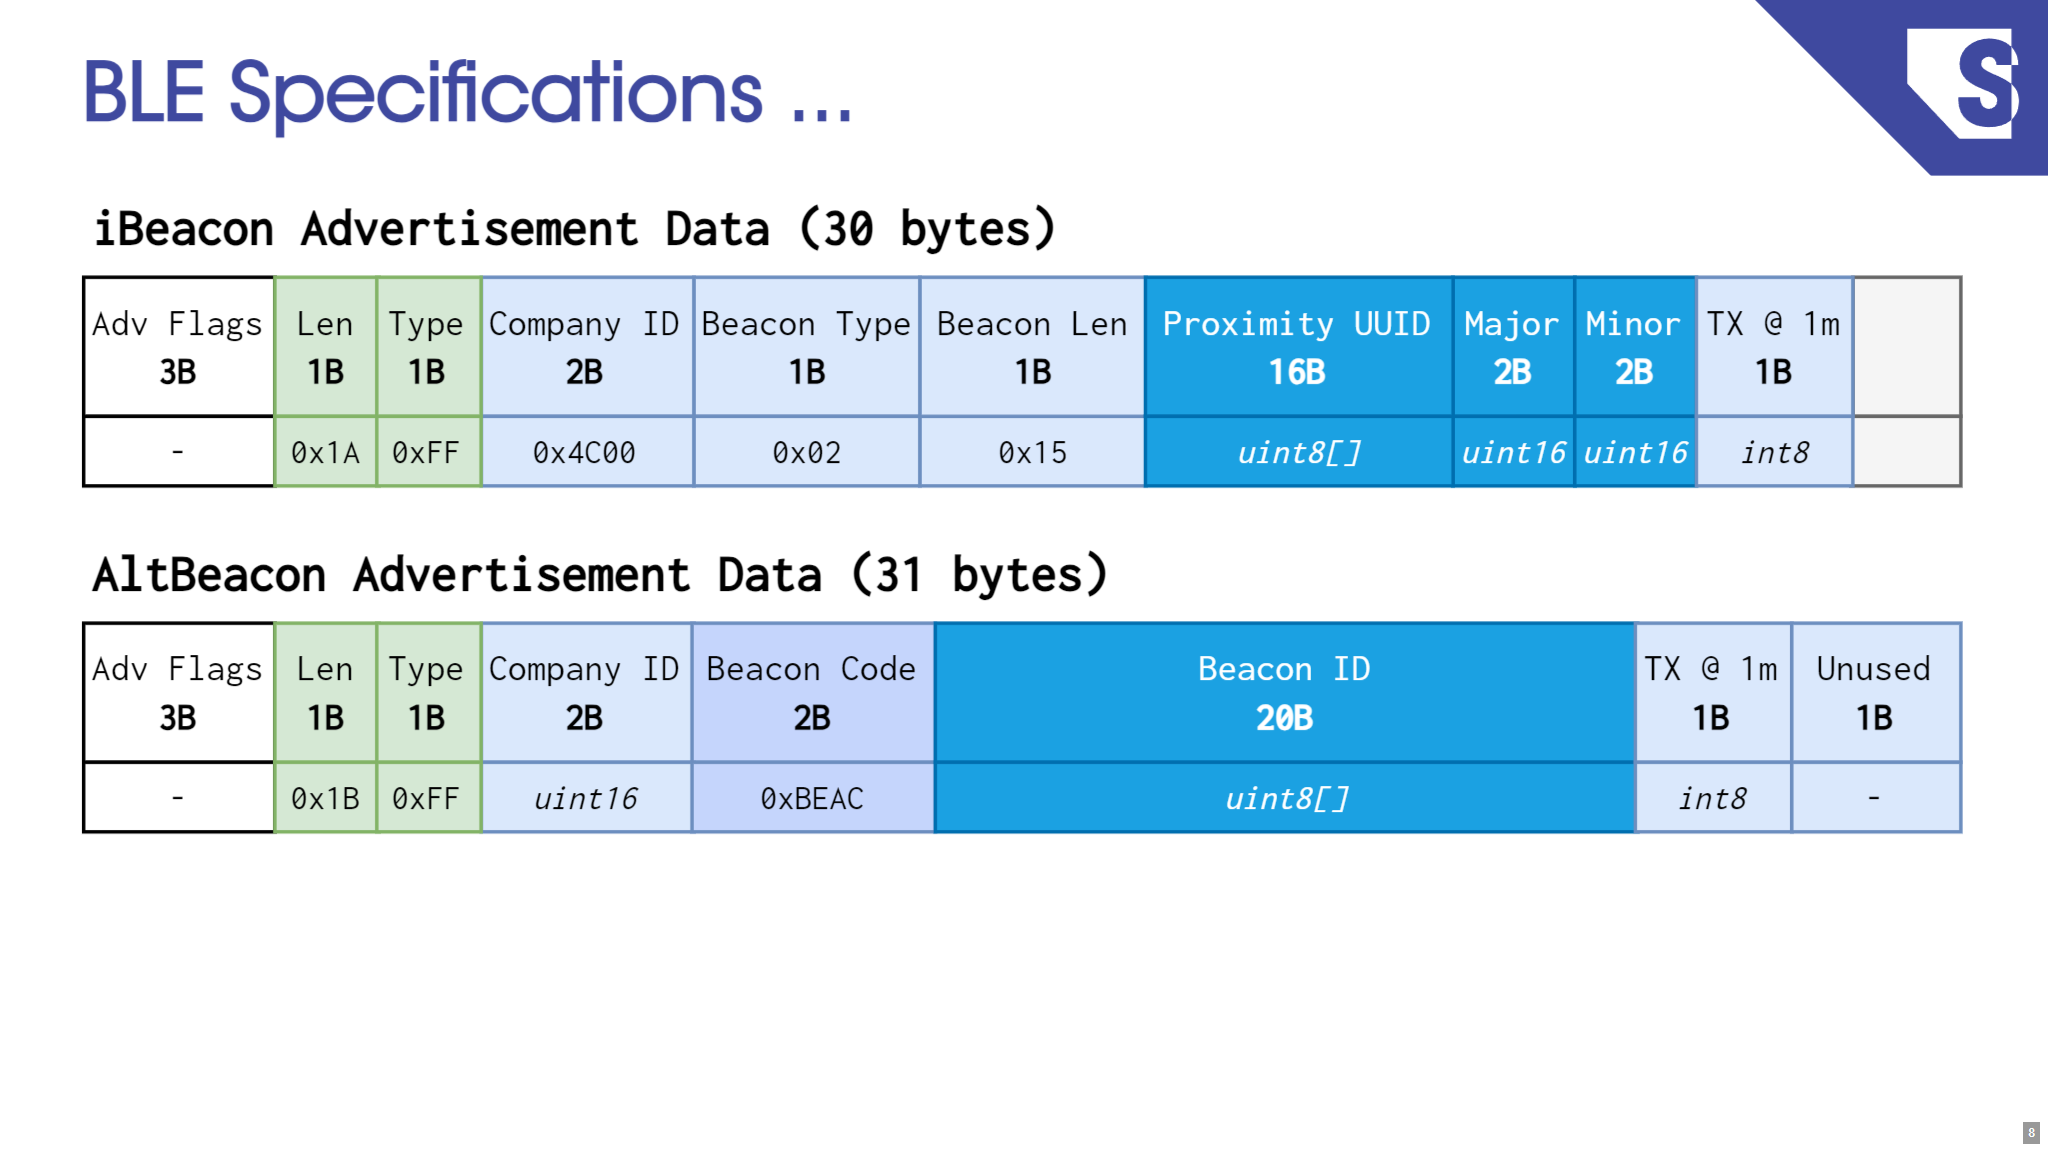 BLE Specifications ...
S
iBeacon Advertisement Data (30 bytes)
Adv Flags Len Type Company ID Beacon Type Beacon Len Proximity UUID Major Minor TX @ 1m
3B 1B 1B 2B 1B 1B 16B 2B 2B 1B
- 0x1A 0xFF 0x4C00 0x02 0x15 uint8[] uint16 uint16 int8
AltBeacon Advertisement Data (31 bytes)
Adv Flags Len Type Company ID Beacon Code Beacon ID TX @ 1m Unused
3B 1B 1B 2B 2B 20B 1B 1B
- 0x1B 0xFF uint16 0xBEAC uint8[] int8 -
8